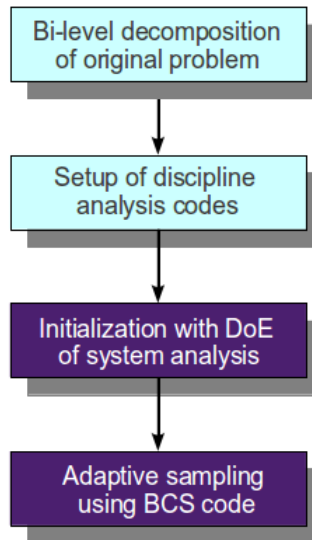 Bi-level decomposition
of original problem
Setup of discipline
analysis codes
Initialization with DoE
of system analysis
Adaptive sampling
using BCS code